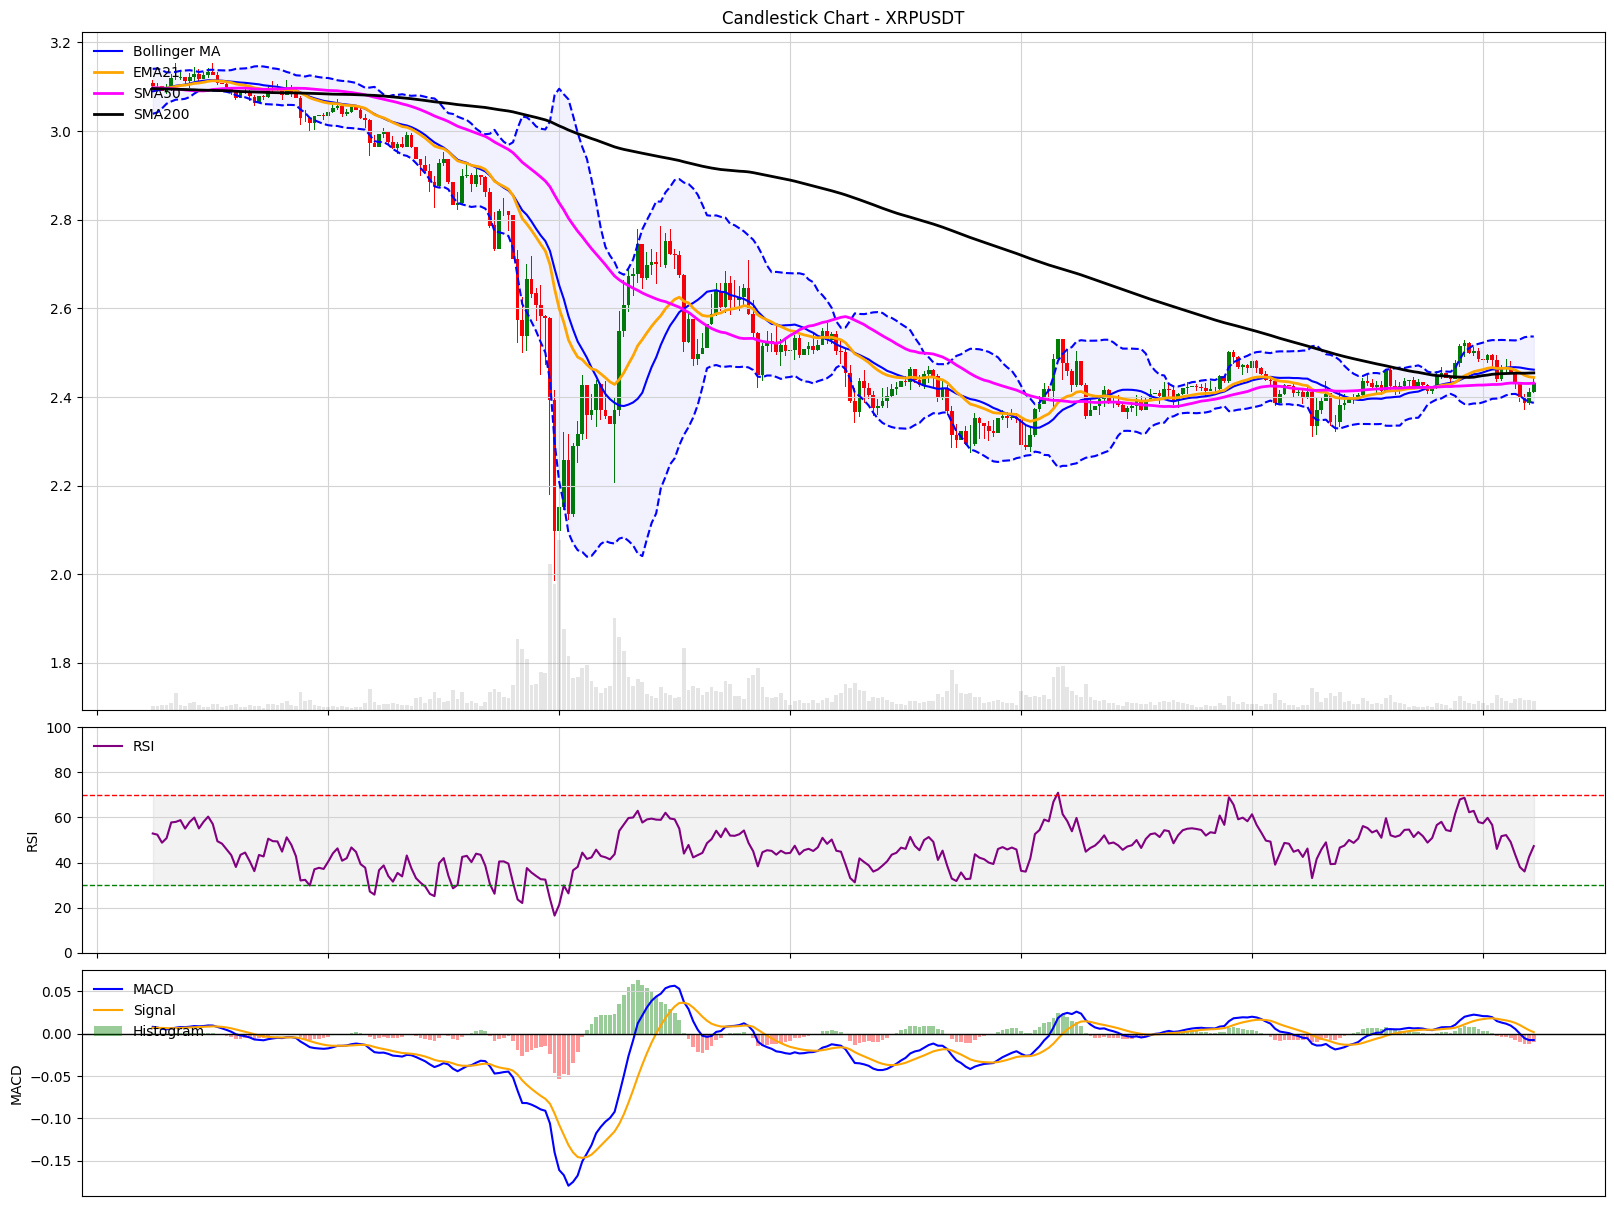 Candlestick Chart - XRPUSDT
Bollinger MA
EMA21
SMA50
SMA200
3.2
3.0
2.8
2.6
2.4
2.2
2.0
1.8
RSI
100
80
60
40
20
0
RSI
MACD
Signal
Histogram
0.05
0.00
−0.05
−0.10
−0.15
MACD